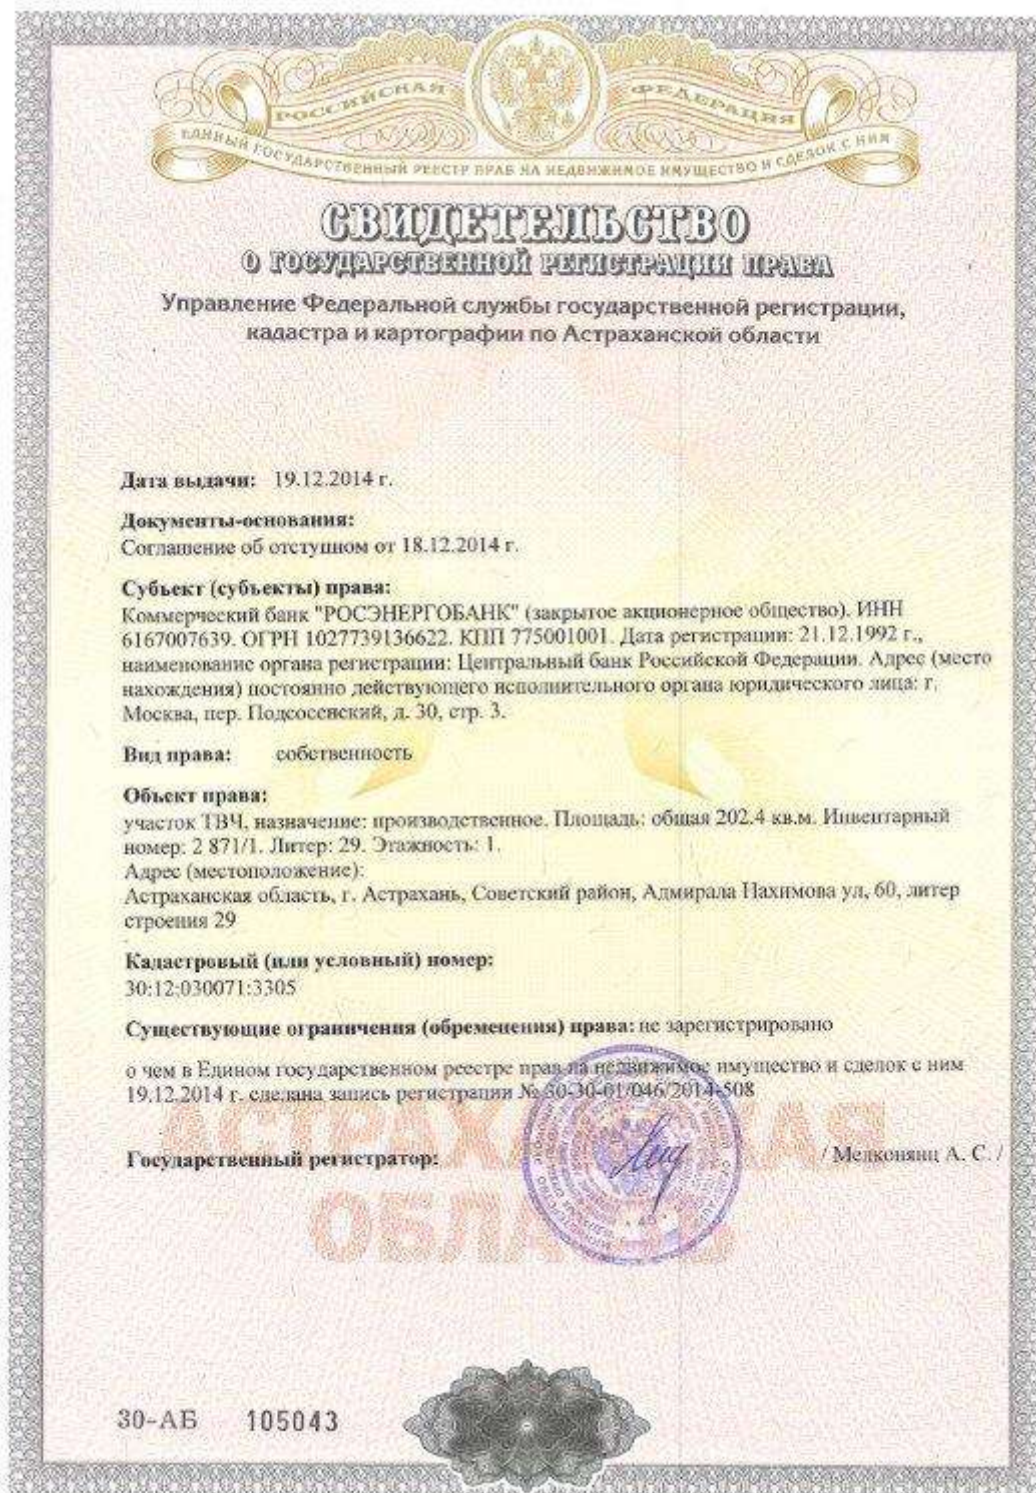 РОССИЙСКАЯ ФЕДЕРАЦИЯ
ЕДИНЫЙ ГОСУДАРСТВЕННЫЙ РЕЕСТР ПРАВ НА НЕДВИЖИМОЕ ИМУЩЕСТВО И СДЕЛОК С НИМ
СВИДЕТЕЛЬСТВО
О ГОСУДАРСТВЕННОЙ РЕГИСТРАЦИИ ПРАВА
Управление Федеральной службы государственной регистрации,
кадастра и картографии по Астраханской области
Дата выдачи: 19.12.2014 г.
Документы-основания:
Соглашение об отступном от 18.12.2014 г.
Субъект (субъекты) права:
Коммерческий банк "РОСЭНЕРГОБАНК" (закрытое акционерное общество). ИНН
6167007639. ОГРН 1027739136622. КПП 775001001. Дата регистрации: 21.12.1992 г.,
наименование органа регистрации: Центральный банк Российской Федерации. Адрес (место
нахождения) постоянно действующего исполнительного органа юридического лица: г.
Москва, пер. Подсосенский, д. 30, стр. 3.
Вид права: собственность
Объект права:
участок ТВЧ, назначение: производственное. Площадь: общая 202.4 кв.м. Инвентарный
номер: 2 871/1. Литер: 29. Этажность: 1.
Адрес (местоположение):
Астраханская область, г. Астрахань, Советский район, Адмирала Нахимова ул, 60, литер
строения 29
Кадастровый (или условный) номер:
30:12:030071:3305
Существующие ограничения (обременения) права: не зарегистрировано
о чем в Едином государственном реестре прав на недвижимое имущество и сделок с ним
19.12.2014 г. сделана запись регистрации № 30-30-01/046/2014-508
Государственный регистратор: / Мелконянц А. С. /
АСТРАХАНСКАЯ
ОБЛАСТЬ
30-АБ 105043